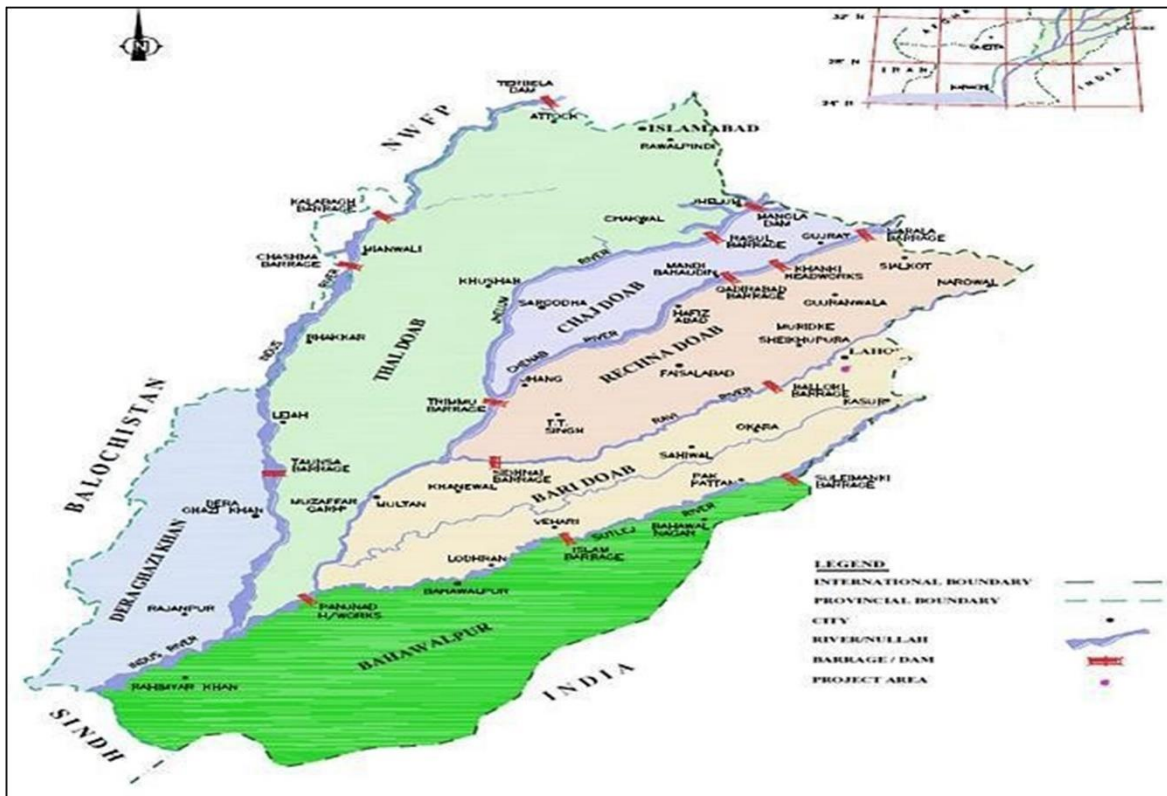 N
32° N
28° N
24° N
IRAN
INDIA
NWFP
TERBELA
DAM
ATTOCK
ISLAMABAD
RAWALPINDI
KALABAGH
BARRAGE
CHASHMA
BARRAGE
MIANWALI
CHAKWAL
JHELUM
MANGLA
DAM
RASUL
BARRAGE
GUJRAT
MARALA
BARRAGE
SIALKOT
NAROWAL
KHUSHAB
SARGODHA
MANDI
BAHAUDIN
KHANKI
HEADWORKS
QADIRABAD
BARRAGE
GUJRANWALA
HAFIZ
ABAD
MURIDKE
SHEIKHUPURA
LAHO
JHELUM RIVER
CHAJ DOAB
CHENAB RIVER
RECHNA DOAB
FAISALABAD
INDUS RIVER
BHAKKAR
THAL DOAB
JHANG
TRIMMU
BARRAGE
T.T.
SINGH
RAVI RIVER
BALLOKI
BARRAGE
KASUR
OKARA
SAHIWAL
BALOCHISTAN
LEIAH
TAUNSA
BARRAGE
SIDHNAI
BARRAGE
KHANEWAL
BARI DOAB
PAK
PATTAN
SULEIMANKI
BARRAGE
DERA
GHAZI KHAN
MUZAFFAR
GARH
MULTAN
VEHARI
SUTLEJ RIVER
BAHAWAL
NAGAR
ISLAM
BARRAGE
LODHRAN
BAHAWALPUR
DERA GHAZI KHAN
RAJANPUR
PANJNAD
H/WORKS
INDUS RIVER
BAHAWALPUR
RAHIMYAR KHAN
SINDH
INDIA
LEGEND
INTERNATIONAL BOUNDARY
PROVINCIAL BOUNDARY
CITY
RIVER/NULLAH
BARRAGE / DAM
PROJECT AREA